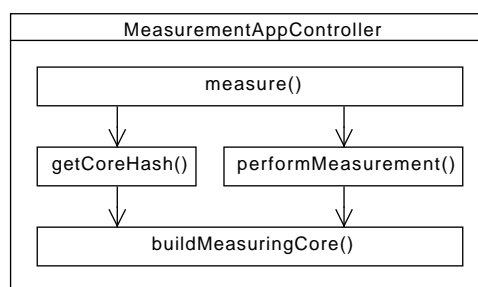 MeasurementAppController
measure()
getCoreHash() performMeasurement()
buildMeasuringCore()